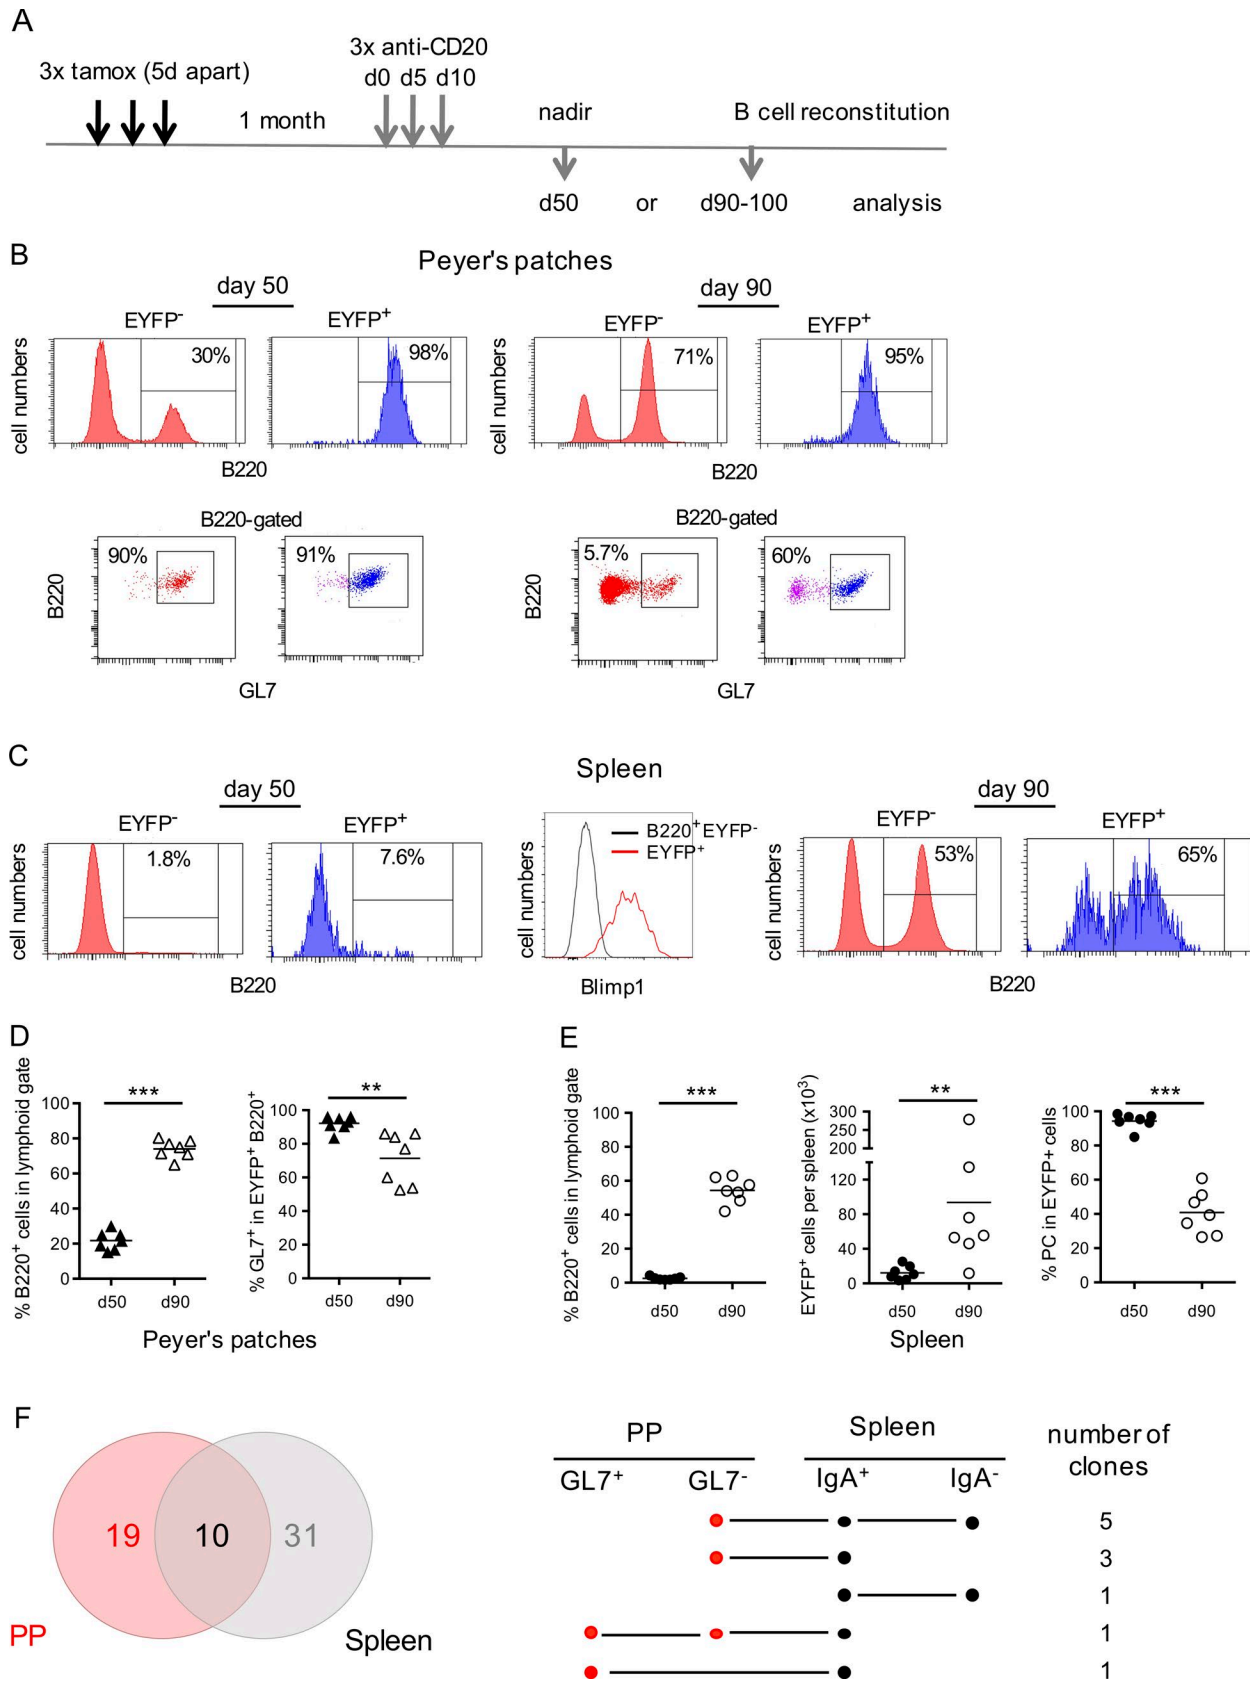 A
3x tamox (5d apart)
1 month
3x anti-CD20
d0 d5 d10
nadir
B cell reconstitution
d50 or d90-100 analysis
B
Peyer's patches
day 50
day 90
EYFP-
EYFP+
EYFP-
EYFP+
cell numbers
30%
98%
cell numbers
71%
95%
B220
B220
B220-gated
B220-gated
B220
90%
91%
B220
5.7%
60%
GL7
GL7
C
Spleen
day 50
day 90
EYFP-
EYFP+
EYFP-
EYFP+
cell numbers
1.8%
7.6%
cell numbers
B220+EYFP-
EYFP+
cell numbers
53%
65%
B220
Blimp1
B220
D
% B220+ cells in lymphoid gate
***
100
80
60
40
20
0
d50 d90
% GL7+ in EYFP+ B220+
**
100
80
60
40
20
0
d50 d90
Peyer's patches
E
% B220+ cells in lymphoid gate
***
100
80
60
40
20
0
d50 d90
EYFP+ cells per spleen (x103)
**
300
250
200
120
80
40
0
d50 d90
% PC in EYFP+ cells
***
100
80
60
40
20
0
d50 d90
Spleen
F
19 10 31
PP
Spleen
PP Spleen number of
clones
GL7+ GL7- IgA+ IgA-
5
3
1
1
1